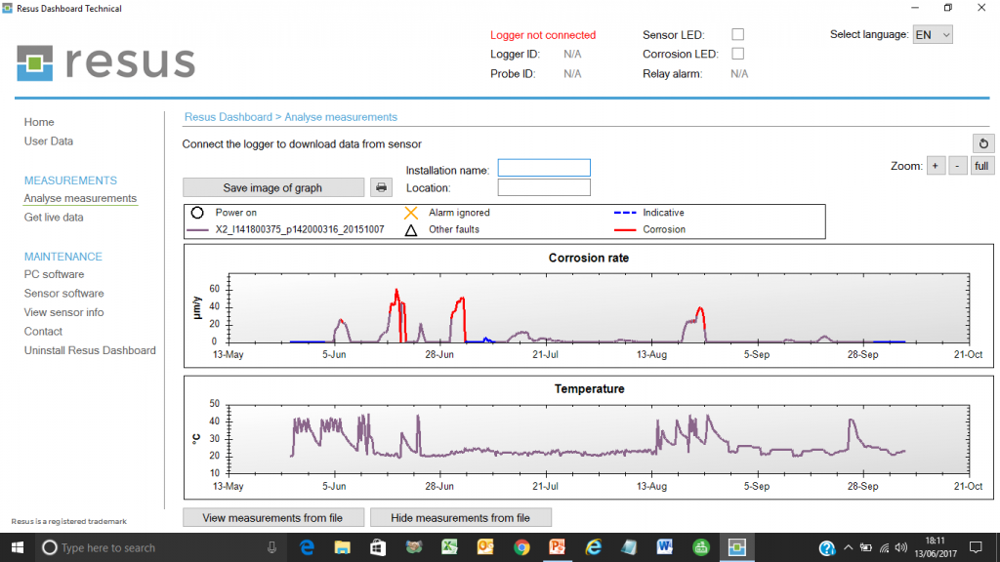 Resus Dashboard Technical
resus
Logger not connected
Logger ID: N/A
Probe ID: N/A
Sensor LED:
Corrosion LED:
Relay alarm: N/A
Select language: EN
Home
User Data
MEASUREMENTS
Analyse measurements
Get live data
MAINTENANCE
PC software
Sensor software
View sensor info
Contact
Uninstall Resus Dashboard
Resus is a registered trademark
Resus Dashboard > Analyse measurements
Connect the logger to download data from sensor
Zoom: + - full
Save image of graph
Installation name:
Location:
Power on Alarm ignored Indicative
X2_l141800375_p142000316_20151007 Other faults Corrosion
Corrosion rate
µm/y
60
40
20
0
13-May 5-Jun 28-Jun 21-Jul 13-Aug 5-Sep 28-Sep 21-Oct
Temperature
°C
50
40
30
20
10
13-May 5-Jun 28-Jun 21-Jul 13-Aug 5-Sep 28-Sep 21-Oct
View measurements from file Hide measurements from file
Type here to search
18:11
13/06/2017